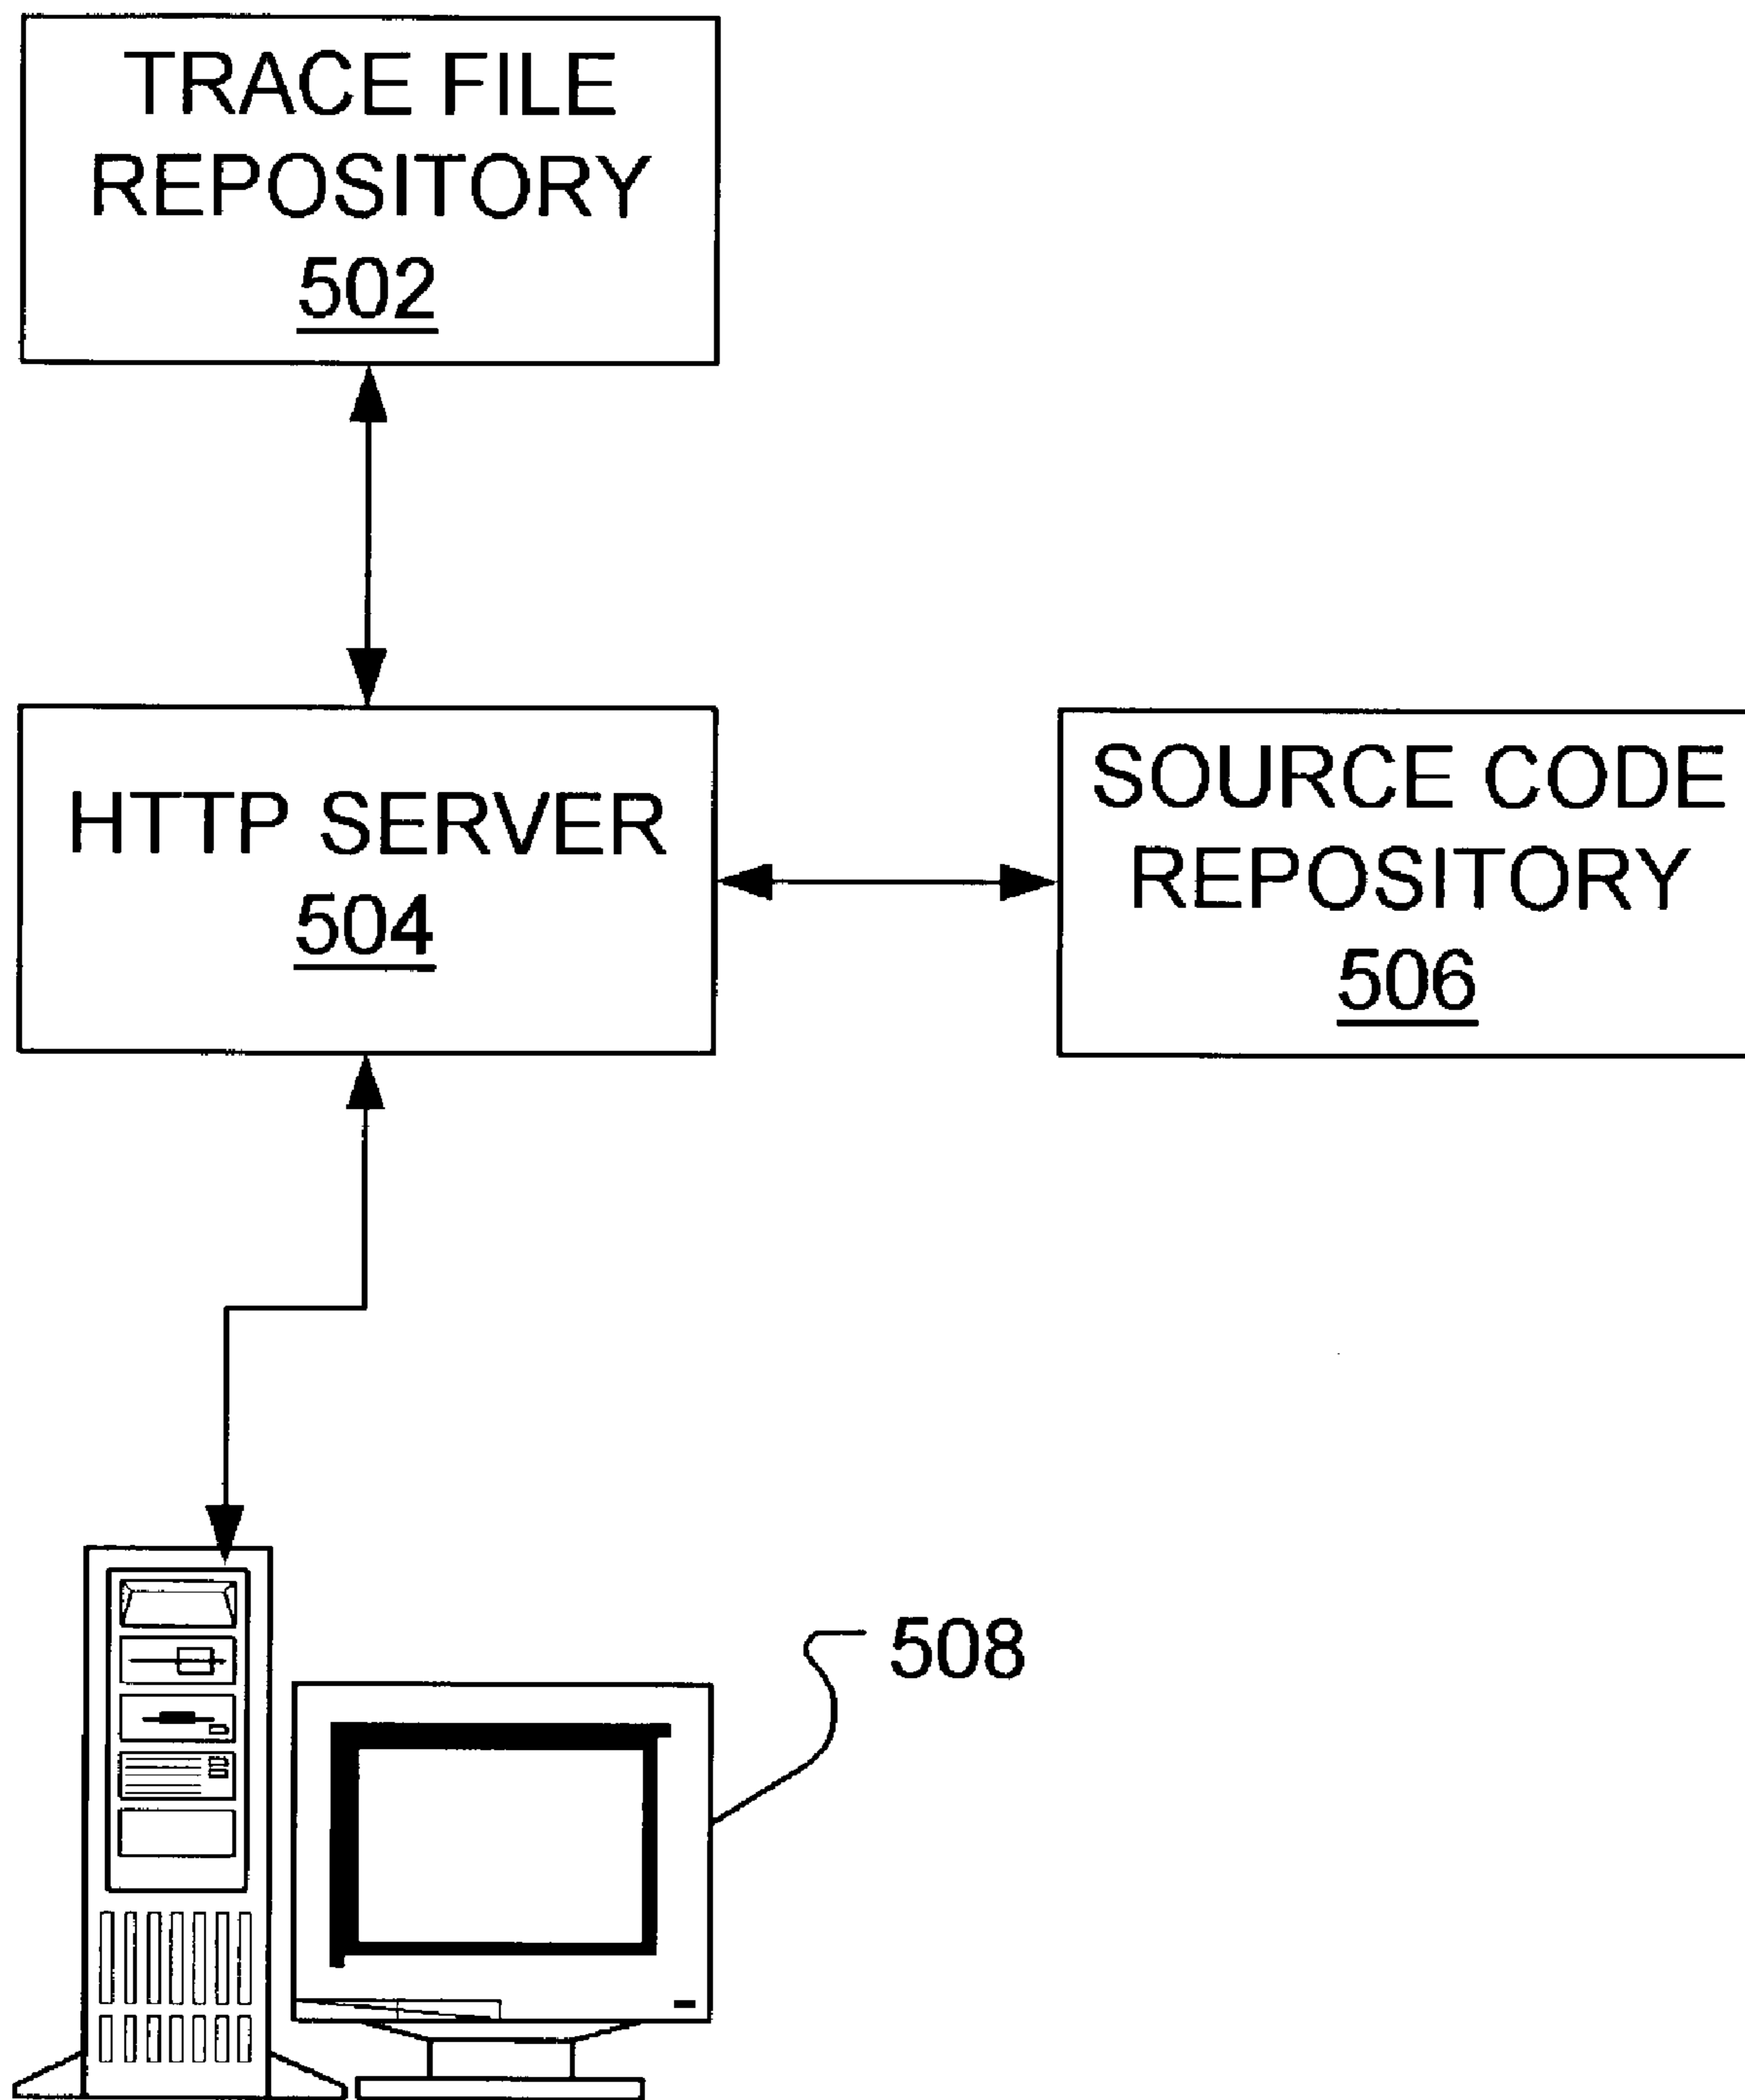 TRACE FILE
REPOSITORY
502
HTTP SERVER
504
SOURCE CODE
REPOSITORY
506
508